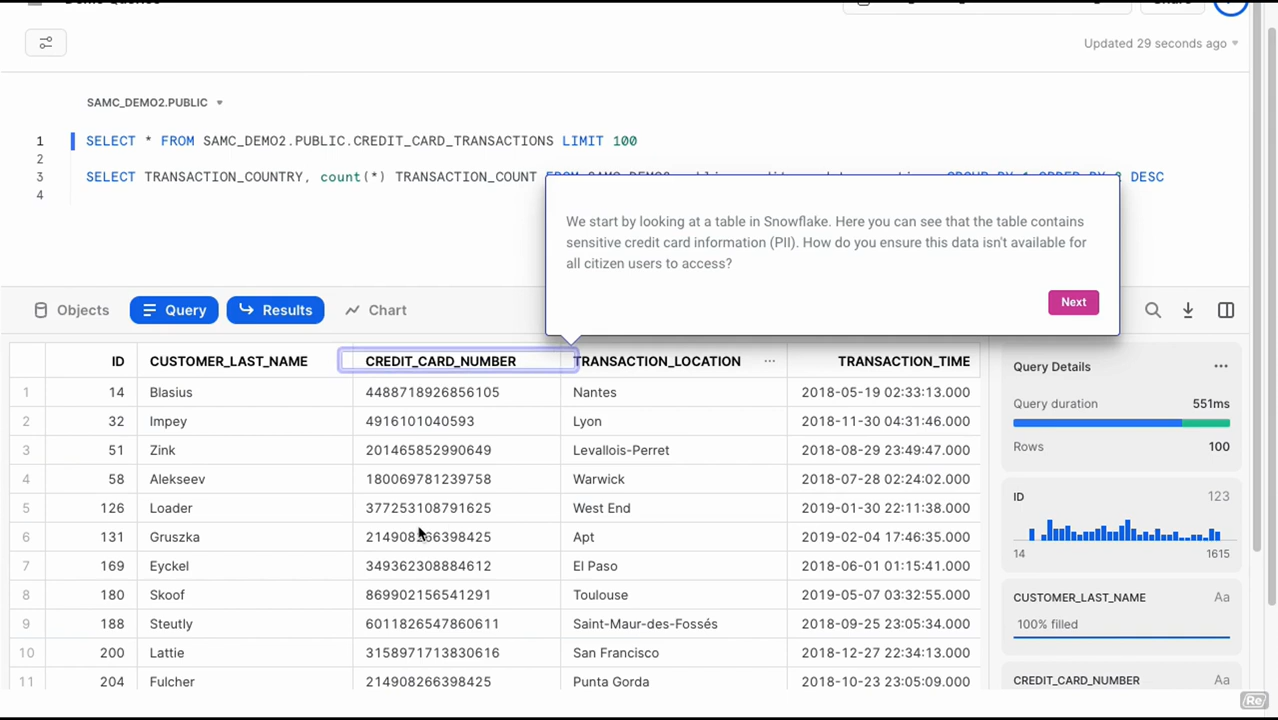 Updated 29 seconds ago
SAMC_DEMO2.PUBLIC
1 SELECT * FROM SAMC_DEMO2.PUBLIC.CREDIT_CARD_TRANSACTIONS LIMIT 100
2
3 SELECT TRANSACTION_COUNTRY, count(*) TRANSACTION_COUNT
DESC
4
We start by looking at a table in Snowflake. Here you can see that the table contains
sensitive credit card information (PII). How do you ensure this data isn't available for
all citizen users to access?
Next
Objects Query Results Chart
ID CUSTOMER_LAST_NAME CREDIT_CARD_NUMBER TRANSACTION_LOCATION ... TRANSACTION_TIME
1 14 Blasius 4488718926856105 Nantes 2018-05-19 02:33:13.000
2 32 Impey 4916101040593 Lyon 2018-11-30 04:31:46.000
3 51 Zink 201465852990649 Levallois-Perret 2018-08-29 23:49:47.000
4 58 Alekseev 180069781239758 Warwick 2018-07-28 02:24:02.000
5 126 Loader 377253108791625 West End 2019-01-30 22:11:38.000
6 131 Gruszka 214908266398425 Apt 2019-02-04 17:46:35.000
7 169 Eyckel 349362308884612 El Paso 2018-06-01 01:15:41.000
8 180 Skoof 869902156541291 Toulouse 2019-05-07 03:32:55.000
9 188 Steutly 6011826547860611 Saint-Maur-des-Fossés 2018-09-25 23:05:34.000
10 200 Lattie 3158971713830616 San Francisco 2018-12-27 22:34:13.000
11 204 Fulcher 214908266398425 Punta Gorda 2018-10-23 23:05:09.000
Query Details ...
Query duration 551ms
Rows 100
ID 123
14 1615
CUSTOMER_LAST_NAME Aa
100% filled
CREDIT_CARD_NUMBER Aa
Re